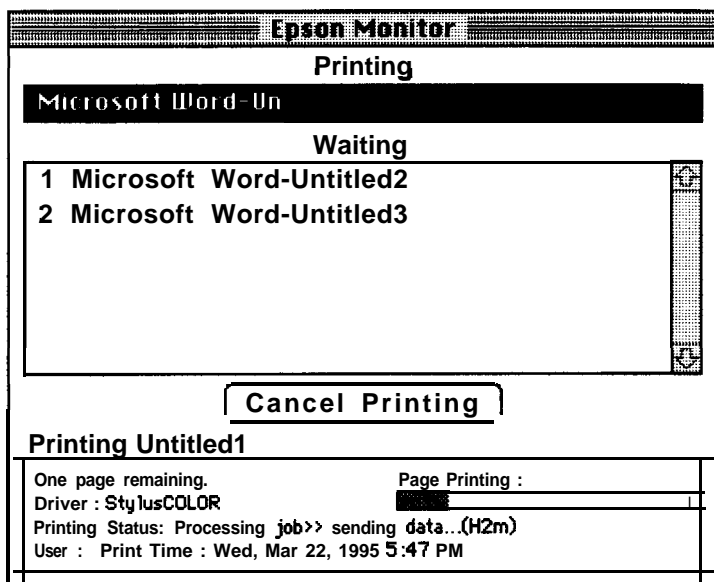 Epson Monitor
Printing
Microsoft Word-Un
Waiting
1 Microsoft Word-Untitled2
2 Microsoft Word-Untitled3
Cancel Printing
Printing Untitled1
One page remaining.
Page Printing :
Driver : StylusCOLOR
Printing Status: Processing job>> sending data...(H2m)
User : Print Time : Wed, Mar 22, 1995 5:47 PM